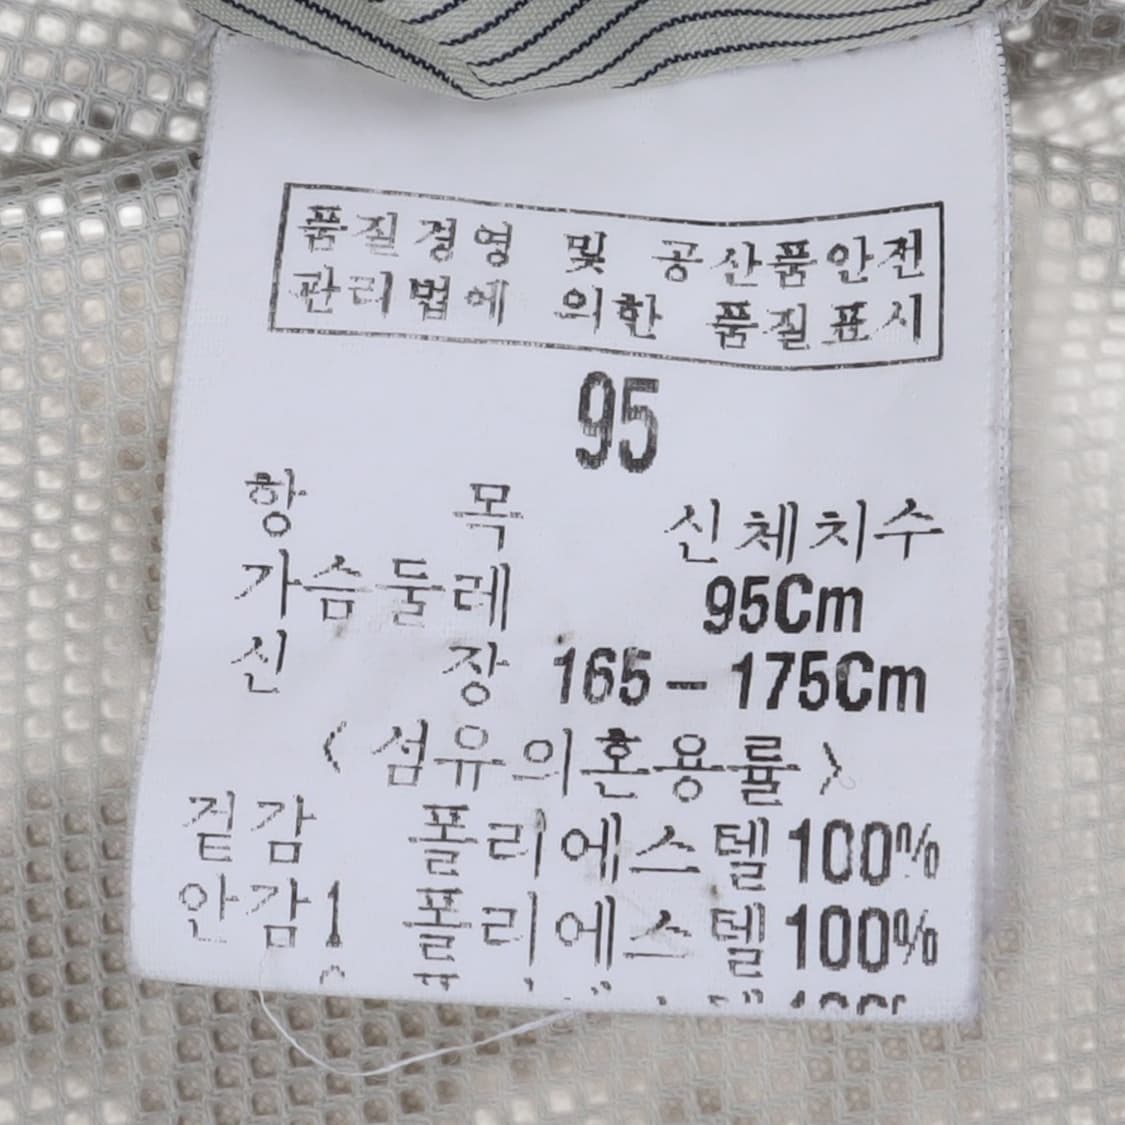 품질경영 및 공산품안전
관리법에 의한 품질표시
95
항 목 신체치수
가슴둘레 95Cm
신 장 165-175Cm
<섬유의혼용률>
겉감 폴리에스텔100%
안감1 폴리에스텔100%